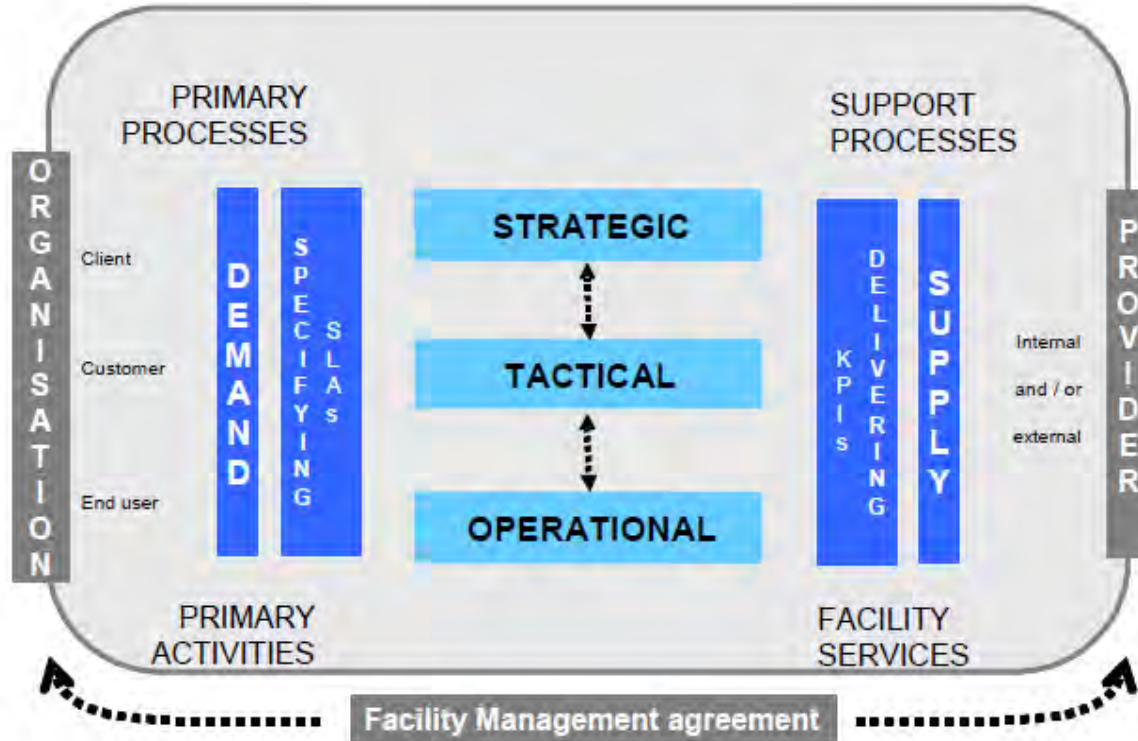 PRIMARY
PROCESSES
SUPPORT
PROCESSES
ORGANISATION
Client
Customer
End user
DEMAND
SPECIFYING
SLAs
STRATEGIC
TACTICAL
OPERATIONAL
KPIs
DELIVERING
SUPPLY
Internal
and / or
external
PROVIDER
PRIMARY
ACTIVITIES
FACILITY
SERVICES
Facility Management agreement